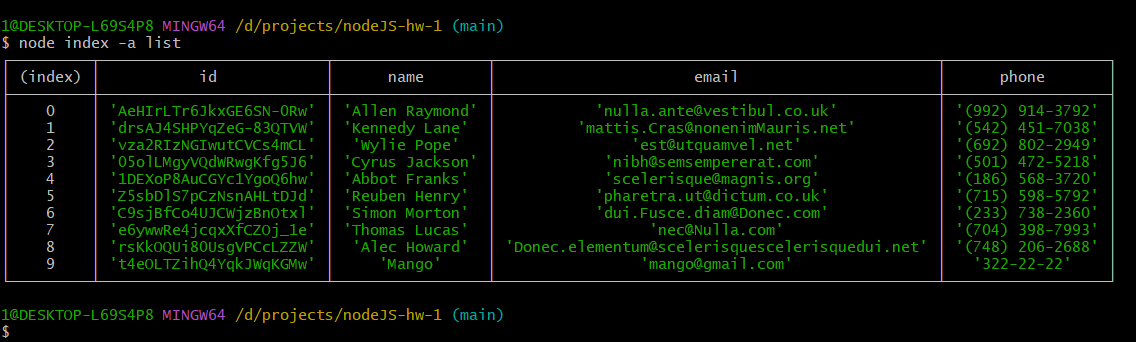 1@DESKTOP-L69S4P8 MINGW64 /d/projects/nodeJS-hw-1 (main)
$ node index -a list
(index) id name email phone
0 'AeHIrLTr6JkxGE6SN-0Rw' 'Allen Raymond' 'nulla.ante@vestibul.co.uk' '(992) 914-3792'
1 'drsAJ4SHPYqZeG-83QTVW' 'Kennedy Lane' 'mattis.Cras@nonenimMauris.net' '(542) 451-7038'
2 'vza2RIzNGIwutCVCs4mCL' 'Wylie Pope' 'est@utquamvel.net' '(692) 802-2949'
3 '05olLMgyVQdWRwgKfg5J6' 'Cyrus Jackson' 'nibh@semsempererat.com' '(501) 472-5218'
4 '1DEXoP8AuCGYc1YgoQ6hw' 'Abbot Franks' 'scelerisque@magnis.org' '(186) 568-3720'
5 'Z5sbDlS7pCzNsnAHLtDJd' 'Reuben Henry' 'pharetra.ut@dictum.co.uk' '(715) 598-5792'
6 'C9sjBfCo4UJCWjzBnOtxl' 'Simon Morton' 'dui.Fusce.diam@Donec.com' '(233) 738-2360'
7 'e6ywwRe4jcqxXfCZOj_1e' 'Thomas Lucas' 'nec@Nulla.com' '(704) 398-7993'
8 'rsKkOQUi80UsgVPCcLZZW' 'Alec Howard' 'Donec.elementum@scelerisquescelerisquedui.net' '(748) 206-2688'
9 't4eOLTZihQ4YqkJWqKGMw' 'Mango' 'mango@gmail.com' '322-22-22'
1@DESKTOP-L69S4P8 MINGW64 /d/projects/nodeJS-hw-1 (main)
$